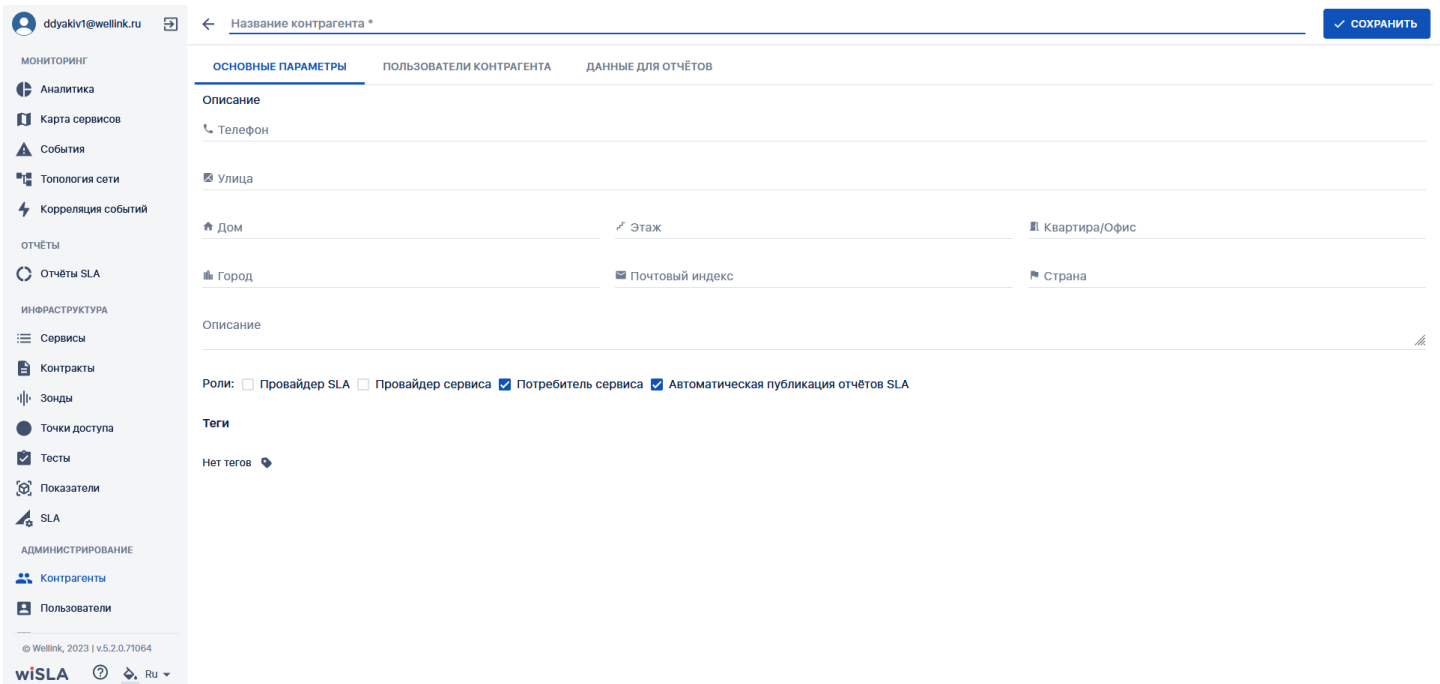 ddyakiv1@wellink.ru
МОНИТОРИНГ
Аналитика
Карта сервисов
События
Топология сети
Корреляция событий
ОТЧЁТЫ
Отчёты SLA
ИНФРАСТРУКТУРА
Сервисы
Контракты
Зонды
Точки доступа
Тесты
Показатели
SLA
АДМИНИСТРИРОВАНИЕ
Контрагенты
Пользователи
© Wellink, 2023 | v.5.2.0.71064
wiSLA Ru
Название контрагента * СОХРАНИТЬ
ОСНОВНЫЕ ПАРАМЕТРЫ ПОЛЬЗОВАТЕЛИ КОНТРАГЕНТА ДАННЫЕ ДЛЯ ОТЧЁТОВ
Описание
Телефон
Улица
Дом Этаж Квартира/Офис
Город Почтовый индекс Страна
Описание
Роли: Провайдер SLA Провайдер сервиса Потребитель сервиса Автоматическая публикация отчётов SLA
Теги
Нет тегов